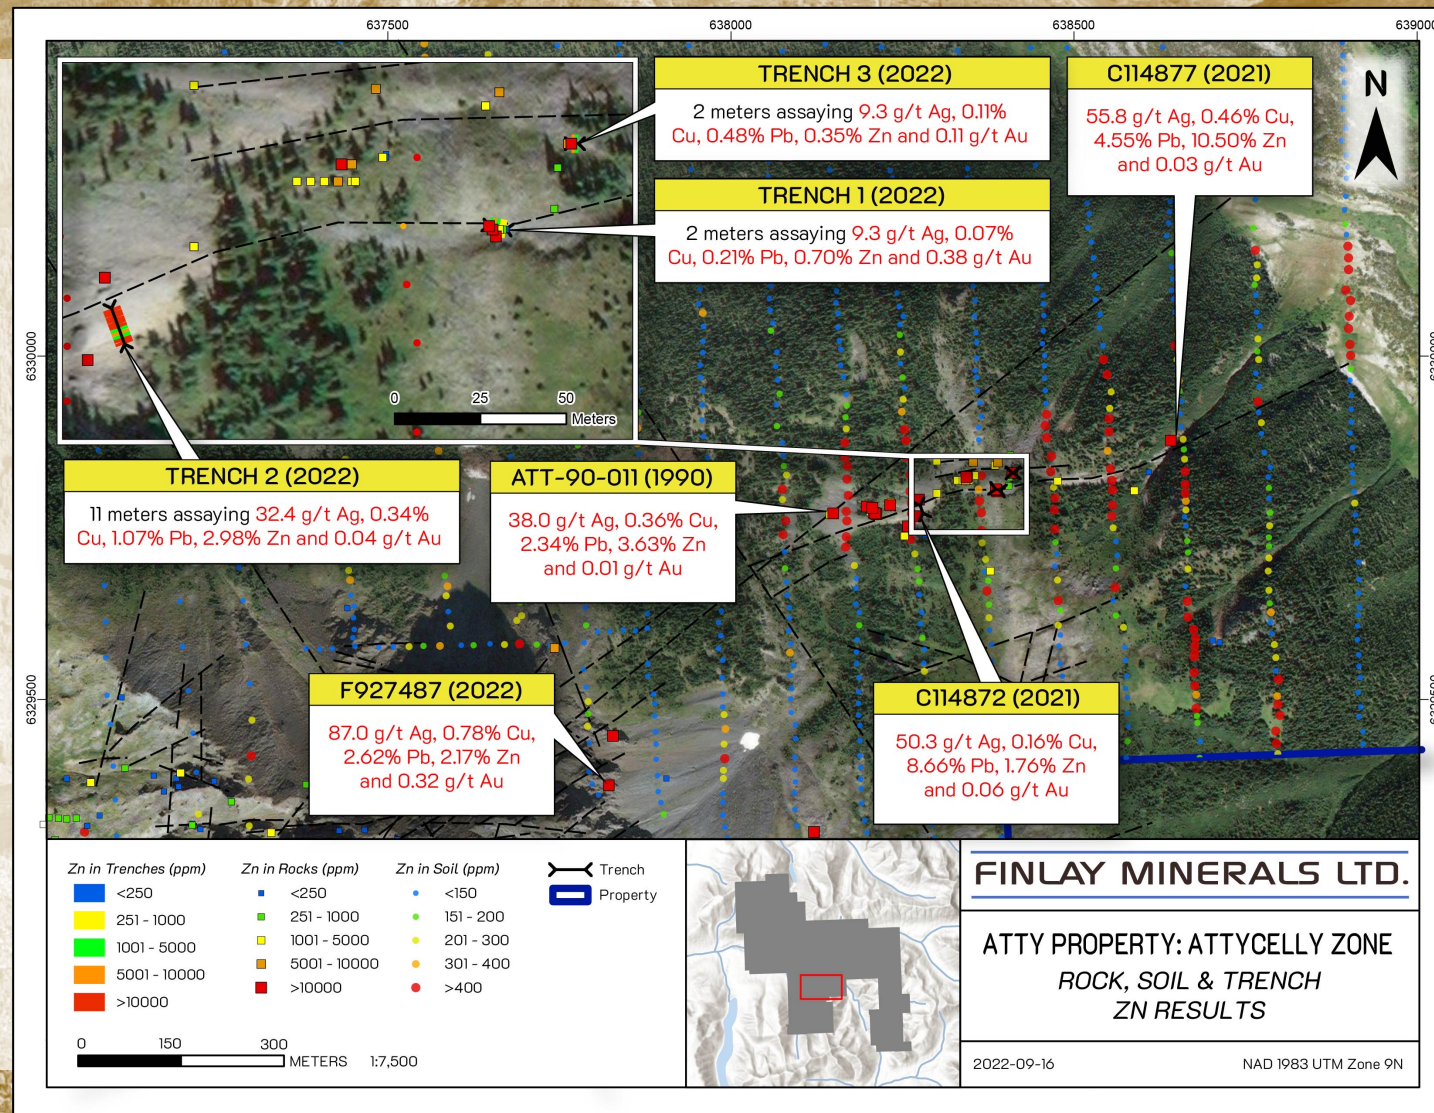 637500
638000
638500
639000
TRENCH 3 (2022)
2 meters assaying 9.3 g/t Ag, 0.11%
Cu, 0.48% Pb, 0.35% Zn and 0.11 g/t Au
C114877 (2021)
55.8 g/t Ag, 0.46% Cu,
4.55% Pb, 10.50% Zn
and 0.03 g/t Au
N
TRENCH 1 (2022)
2 meters assaying 9.3 g/t Ag, 0.07%
Cu, 0.21% Pb, 0.70% Zn and 0.38 g/t Au
6330000
6330000
0 25 50
Meters
TRENCH 2 (2022)
11 meters assaying 32.4 g/t Ag, 0.34%
Cu, 1.07% Pb, 2.98% Zn and 0.04 g/t Au
ATT-90-011 (1990)
38.0 g/t Ag, 0.36% Cu,
2.34% Pb, 3.63% Zn
and 0.01 g/t Au
6329500
6329500
F927487 (2022)
87.0 g/t Ag, 0.78% Cu,
2.62% Pb, 2.17% Zn
and 0.32 g/t Au
C114872 (2021)
50.3 g/t Ag, 0.16% Cu,
8.66% Pb, 1.76% Zn
and 0.06 g/t Au
Zn in Trenches (ppm)
<250
251 - 1000
1001 - 5000
5001 - 10000
>10000
Zn in Rocks (ppm)
<250
251 - 1000
1001 - 5000
5001 - 10000
>10000
Zn in Soil (ppm)
<150
151 - 200
201 - 300
301 - 400
>400
Trench
Property
0 150 300
METERS 1:7,500
FINLAY MINERALS LTD.
ATTY PROPERTY: ATTYCELLY ZONE
ROCK, SOIL & TRENCH
ZN RESULTS
2022-09-16
NAD 1983 UTM Zone 9N